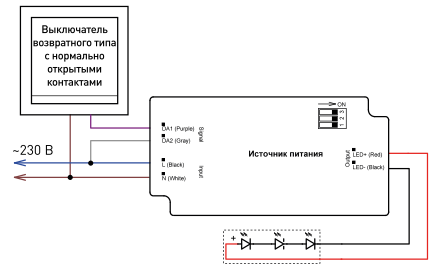 Выключатель
возвратного типа
с нормально
открытыми
контактами
ON
3
2
1
DA1 (Purple)
DA2 (Gray)
Signal
~230 В
L (Black)
N (White)
Input
Источник питания
Output
LED+ (Red)
LED- (Black)
+